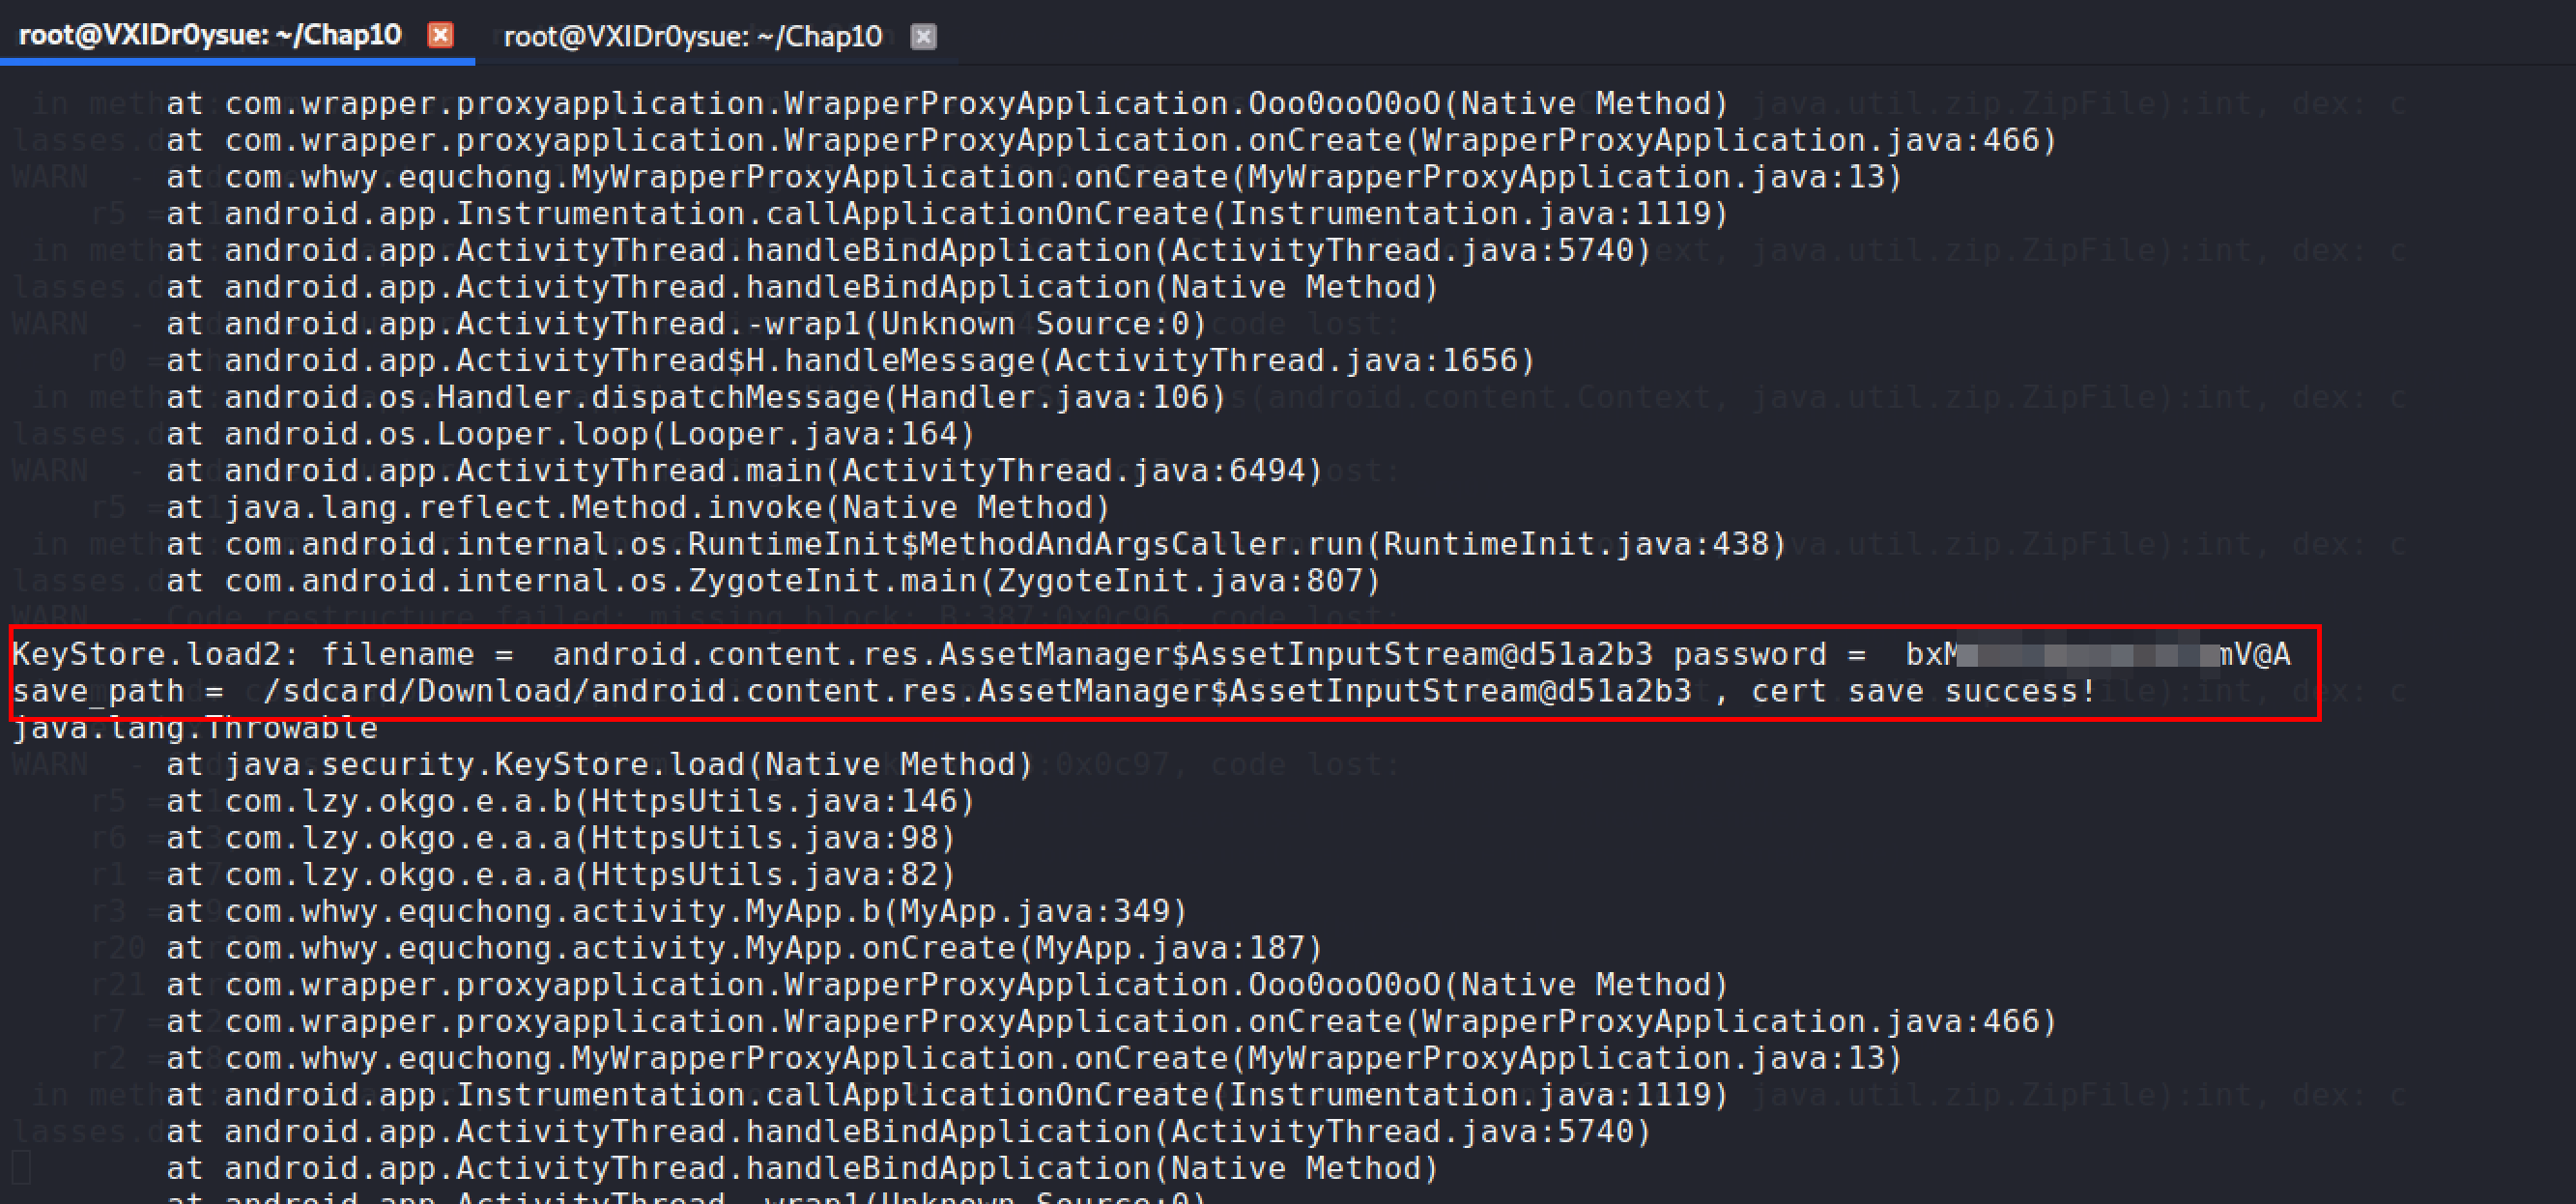 root@VXIDr0ysue: ~/Chap10 root@VXIDr0ysue: ~/Chap10
at com.wrapper.proxyapplication.WrapperProxyApplication.Ooo0ooO0oO(Native Method)
at com.wrapper.proxyapplication.WrapperProxyApplication.onCreate(WrapperProxyApplication.java:466)
at com.whwy.equchong.MyWrapperProxyApplication.onCreate(MyWrapperProxyApplication.java:13)
at android.app.Instrumentation.callApplicationOnCreate(Instrumentation.java:1119)
at android.app.ActivityThread.handleBindApplication(ActivityThread.java:5740)
at android.app.ActivityThread.handleBindApplication(Native Method)
at android.app.ActivityThread.-wrap1(Unknown Source:0)
at android.app.ActivityThread$H.handleMessage(ActivityThread.java:1656)
at android.os.Handler.dispatchMessage(Handler.java:106)
at android.os.Looper.loop(Looper.java:164)
at android.app.ActivityThread.main(ActivityThread.java:6494)
at java.lang.reflect.Method.invoke(Native Method)
at com.android.internal.os.RuntimeInit$MethodAndArgsCaller.run(RuntimeInit.java:438)
at com.android.internal.os.ZygoteInit.main(ZygoteInit.java:807)
KeyStore.load2: filename =  android.content.res.AssetManager$AssetInputStream@d51a2b3 password =  bxM mV@A
save_path =  /sdcard/Download/android.content.res.AssetManager$AssetInputStream@d51a2b3 , cert save success!
java.lang.Throwable
at java.security.KeyStore.load(Native Method)
at com.lzy.okgo.e.a.b(HttpsUtils.java:146)
at com.lzy.okgo.e.a.a(HttpsUtils.java:98)
at com.lzy.okgo.e.a.a(HttpsUtils.java:82)
at com.whwy.equchong.activity.MyApp.b(MyApp.java:349)
at com.whwy.equchong.activity.MyApp.onCreate(MyApp.java:187)
at com.wrapper.proxyapplication.WrapperProxyApplication.Ooo0ooO0oO(Native Method)
at com.wrapper.proxyapplication.WrapperProxyApplication.onCreate(WrapperProxyApplication.java:466)
at com.whwy.equchong.MyWrapperProxyApplication.onCreate(MyWrapperProxyApplication.java:13)
at android.app.Instrumentation.callApplicationOnCreate(Instrumentation.java:1119)
at android.app.ActivityThread.handleBindApplication(ActivityThread.java:5740)
at android.app.ActivityThread.handleBindApplication(Native Method)
at android.app.ActivityThread.-wrap1(Unknown Source:0)